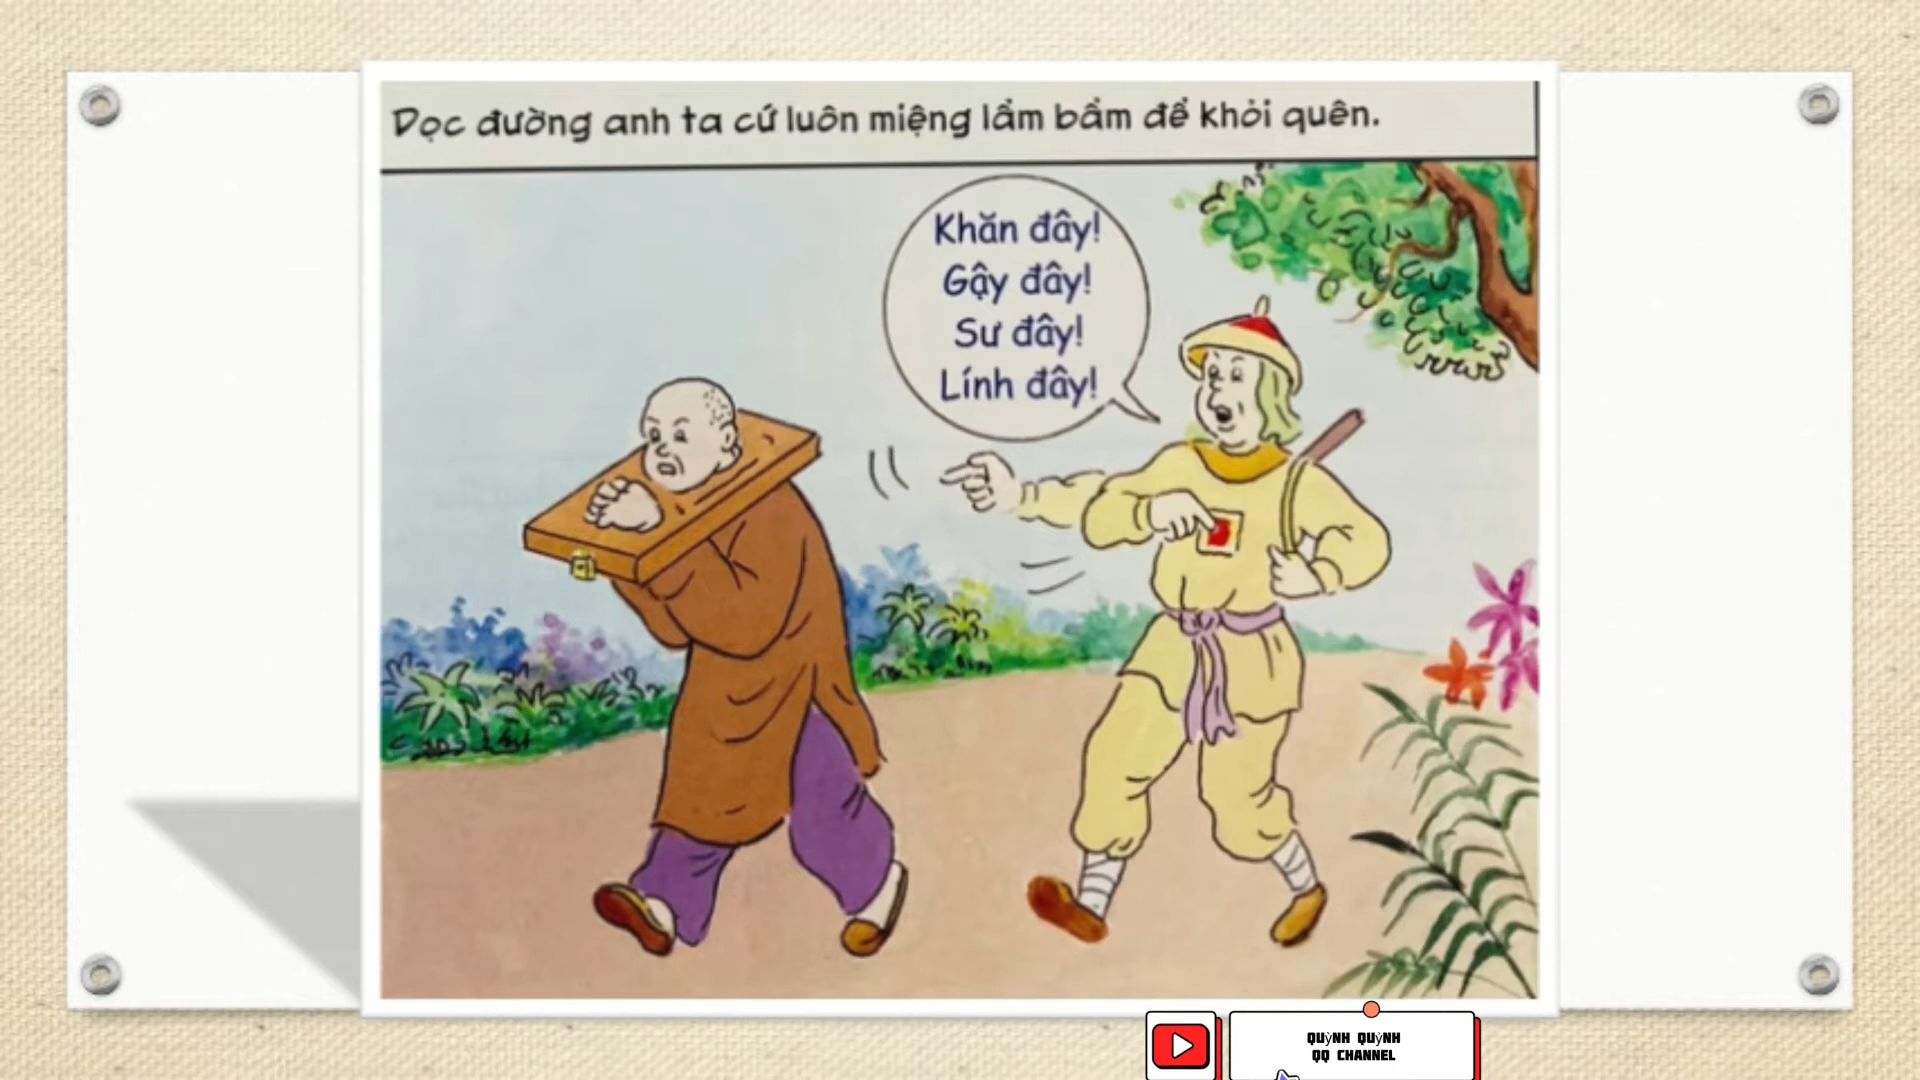 Dọc đường anh ta cứ luôn miệng lẩm bẩm để khỏi quên.
Khăn đây!
Gậy đây!
Sư đây!
Lính đây!
QUỲNH QUỲNH
QQ CHANNEL